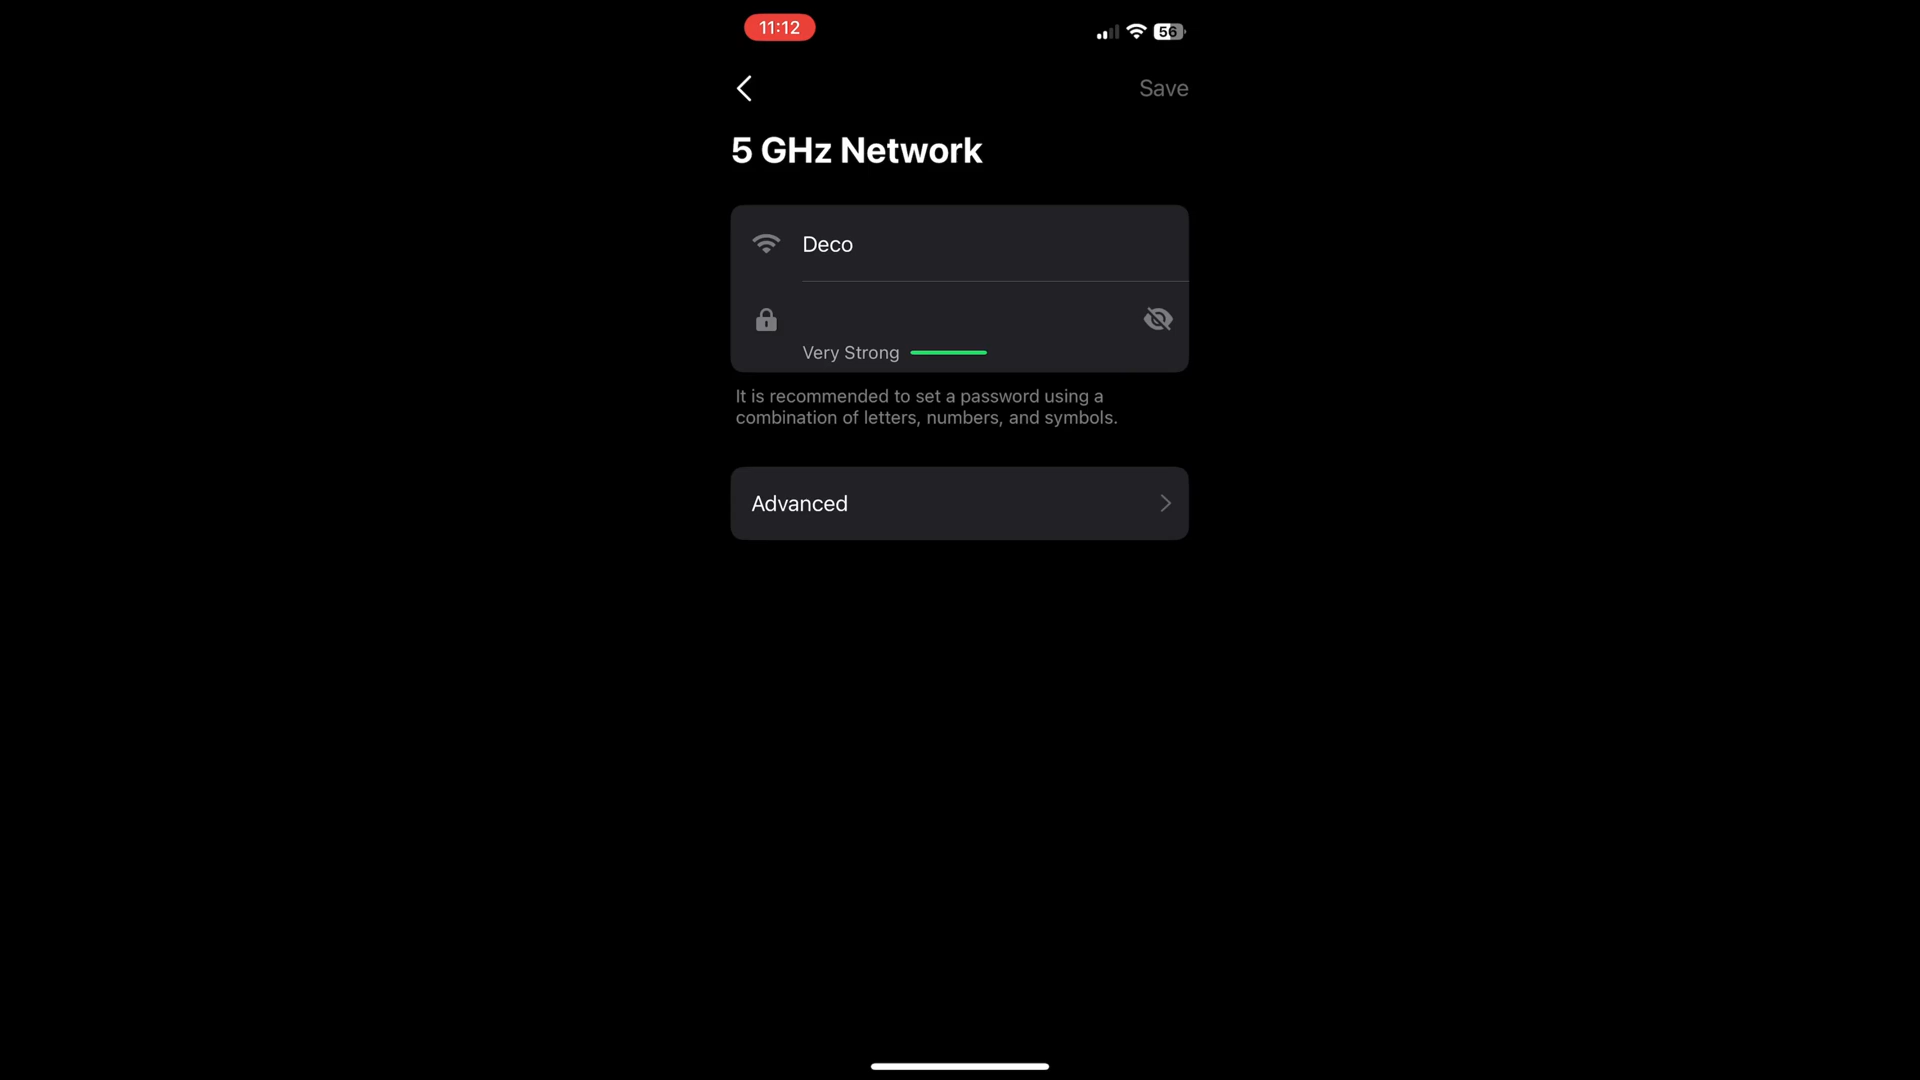 11:12
56
Save
5 GHz Network
Deco
Very Strong
It is recommended to set a password using a
combination of letters, numbers, and symbols.
Advanced